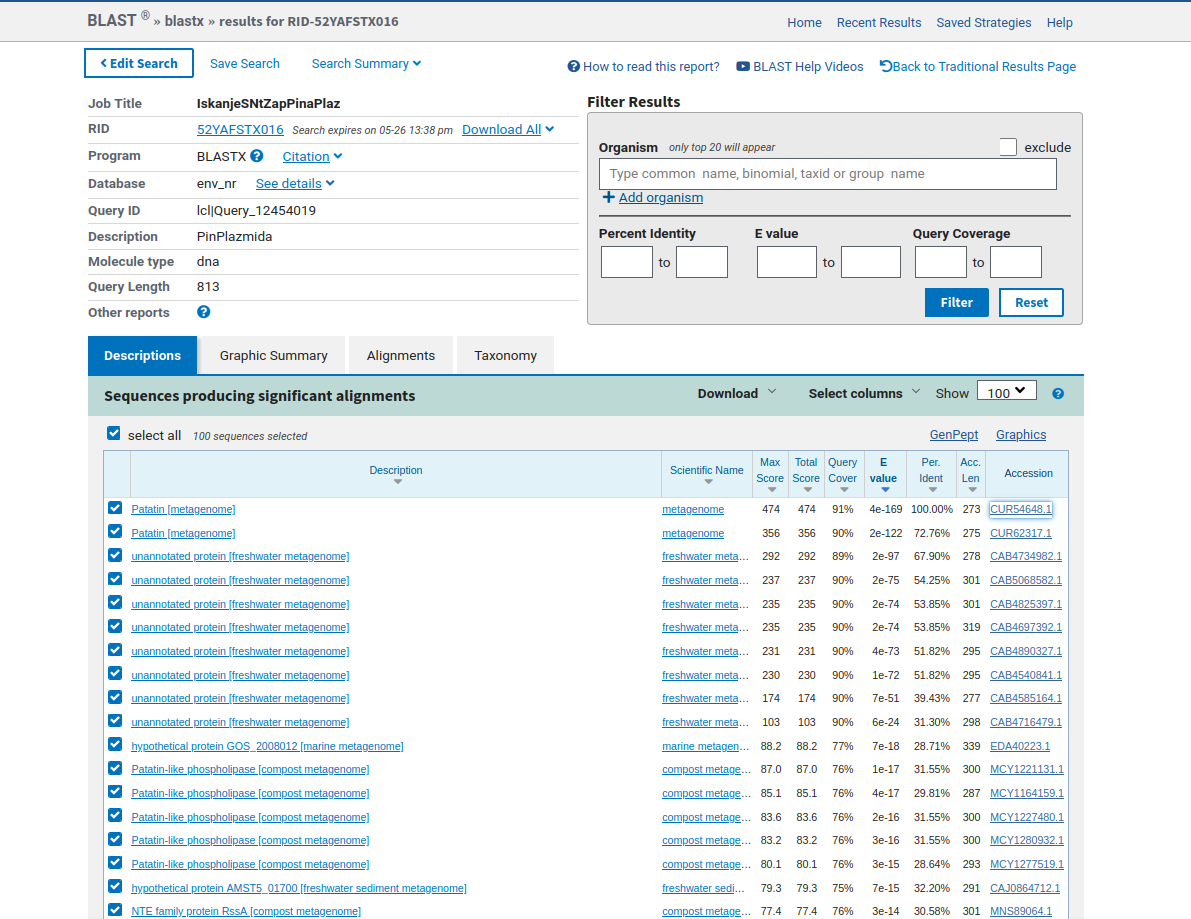 BLAST ® » blastx » results for RID-52YAFSTX016
Home Recent Results Saved Strategies Help
Edit Search Save Search Search Summary
How to read this report? BLAST Help Videos Back to Traditional Results Page
Job Title IskanjeSNtZapPinaPlaz
RID 52YAFSTX016 Search expires on 05-26 13:38 pm Download All
Program BLASTX Citation
Database env_nr See details
Query ID lcl|Query_12454019
Description PinPlazmida
Molecule type dna
Query Length 813
Other reports
Filter Results
Organism only top 20 will appear exclude
Type common name, binomial, taxid or group name
Add organism
Percent Identity E value Query Coverage
to to to
Filter Reset
Descriptions Graphic Summary Alignments Taxonomy
Sequences producing significant alignments Download Select columns Show 100
select all 100 sequences selected GenPept Graphics
Description Scientific Name Max Score Total Score Query Cover E value Per. Ident Acc. Len Accession
Patatin [metagenome] metagenome 474 474 91% 4e-169 100.00% 273 CUR54648.1
Patatin [metagenome] metagenome 356 356 90% 2e-122 72.76% 275 CUR62317.1
unannotated protein [freshwater metagenome] freshwater meta... 292 292 89% 2e-97 67.90% 278 CAB4734982.1
unannotated protein [freshwater metagenome] freshwater meta... 237 237 90% 2e-75 54.25% 301 CAB5068582.1
unannotated protein [freshwater metagenome] freshwater meta... 235 235 90% 2e-74 53.85% 301 CAB4825397.1
unannotated protein [freshwater metagenome] freshwater meta... 235 235 90% 2e-74 53.85% 319 CAB4697392.1
unannotated protein [freshwater metagenome] freshwater meta... 231 231 90% 4e-73 51.82% 295 CAB4890327.1
unannotated protein [freshwater metagenome] freshwater meta... 230 230 90% 1e-72 51.82% 295 CAB4540841.1
unannotated protein [freshwater metagenome] freshwater meta... 174 174 90% 7e-51 39.43% 277 CAB4585164.1
unannotated protein [freshwater metagenome] freshwater meta... 103 103 90% 6e-24 31.30% 298 CAB4716479.1
hypothetical protein GOS_2008012 [marine metagenome] marine metagen... 88.2 88.2 77% 7e-18 28.71% 339 EDA40223.1
Patatin-like phospholipase [compost metagenome] compost metage... 87.0 87.0 76% 1e-17 31.55% 300 MCY1221131.1
Patatin-like phospholipase [compost metagenome] compost metage... 85.1 85.1 76% 4e-17 29.81% 287 MCY1164159.1
Patatin-like phospholipase [compost metagenome] compost metage... 83.6 83.6 76% 2e-16 31.55% 300 MCY1227480.1
Patatin-like phospholipase [compost metagenome] compost metage... 83.2 83.2 76% 3e-16 31.55% 300 MCY1280932.1
Patatin-like phospholipase [compost metagenome] compost metage... 80.1 80.1 76% 3e-15 28.64% 293 MCY1277519.1
hypothetical protein AMST5_01700 [freshwater sediment metagenome] freshwater sedi... 79.3 79.3 75% 7e-15 32.20% 291 CAJ0864712.1
NTE family protein RssA [compost metagenome] compost metage... 77.4 77.4 76% 3e-14 30.58% 301 MNS89064.1